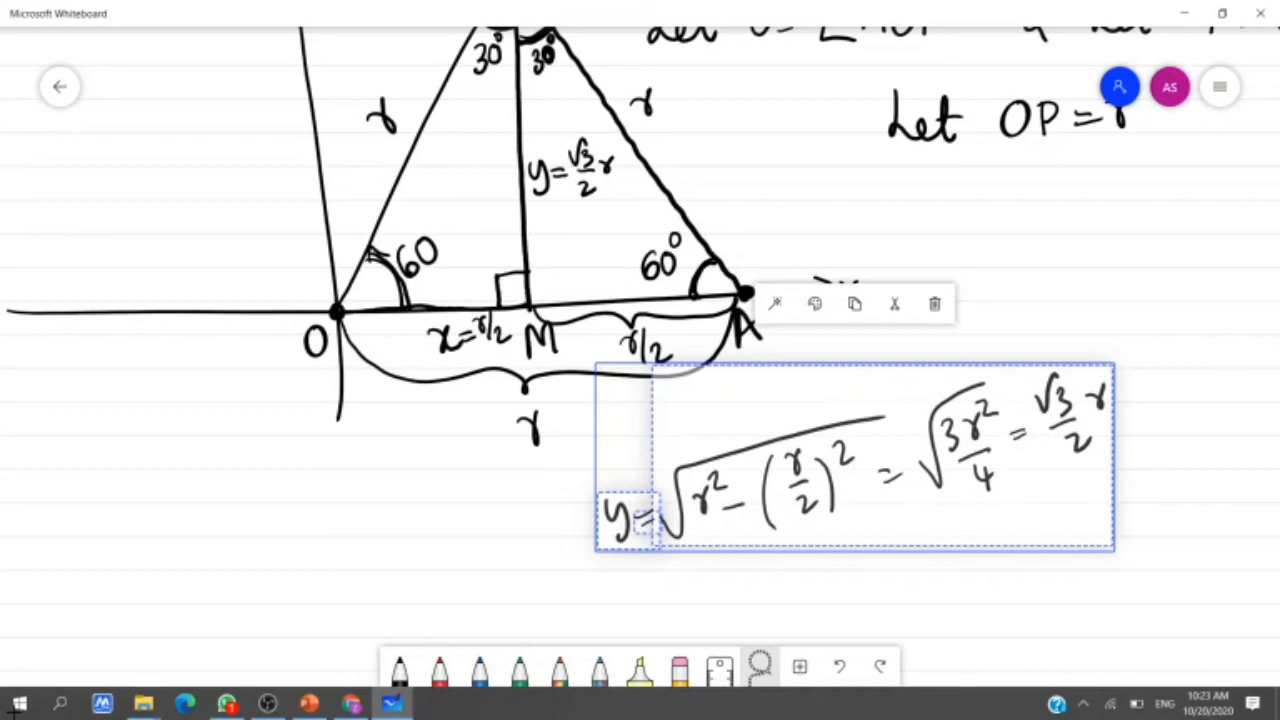 Microsoft Whiteboard
AS
Let OP = r
30° 30°
r
r
y = √3/2 r
60
60°
O
x = r/2
M
r/2
A
r
y = √(r² - (r/2)²) = √(3r²/4) = √3/2 r
ENG
10:23 AM
10/20/2020